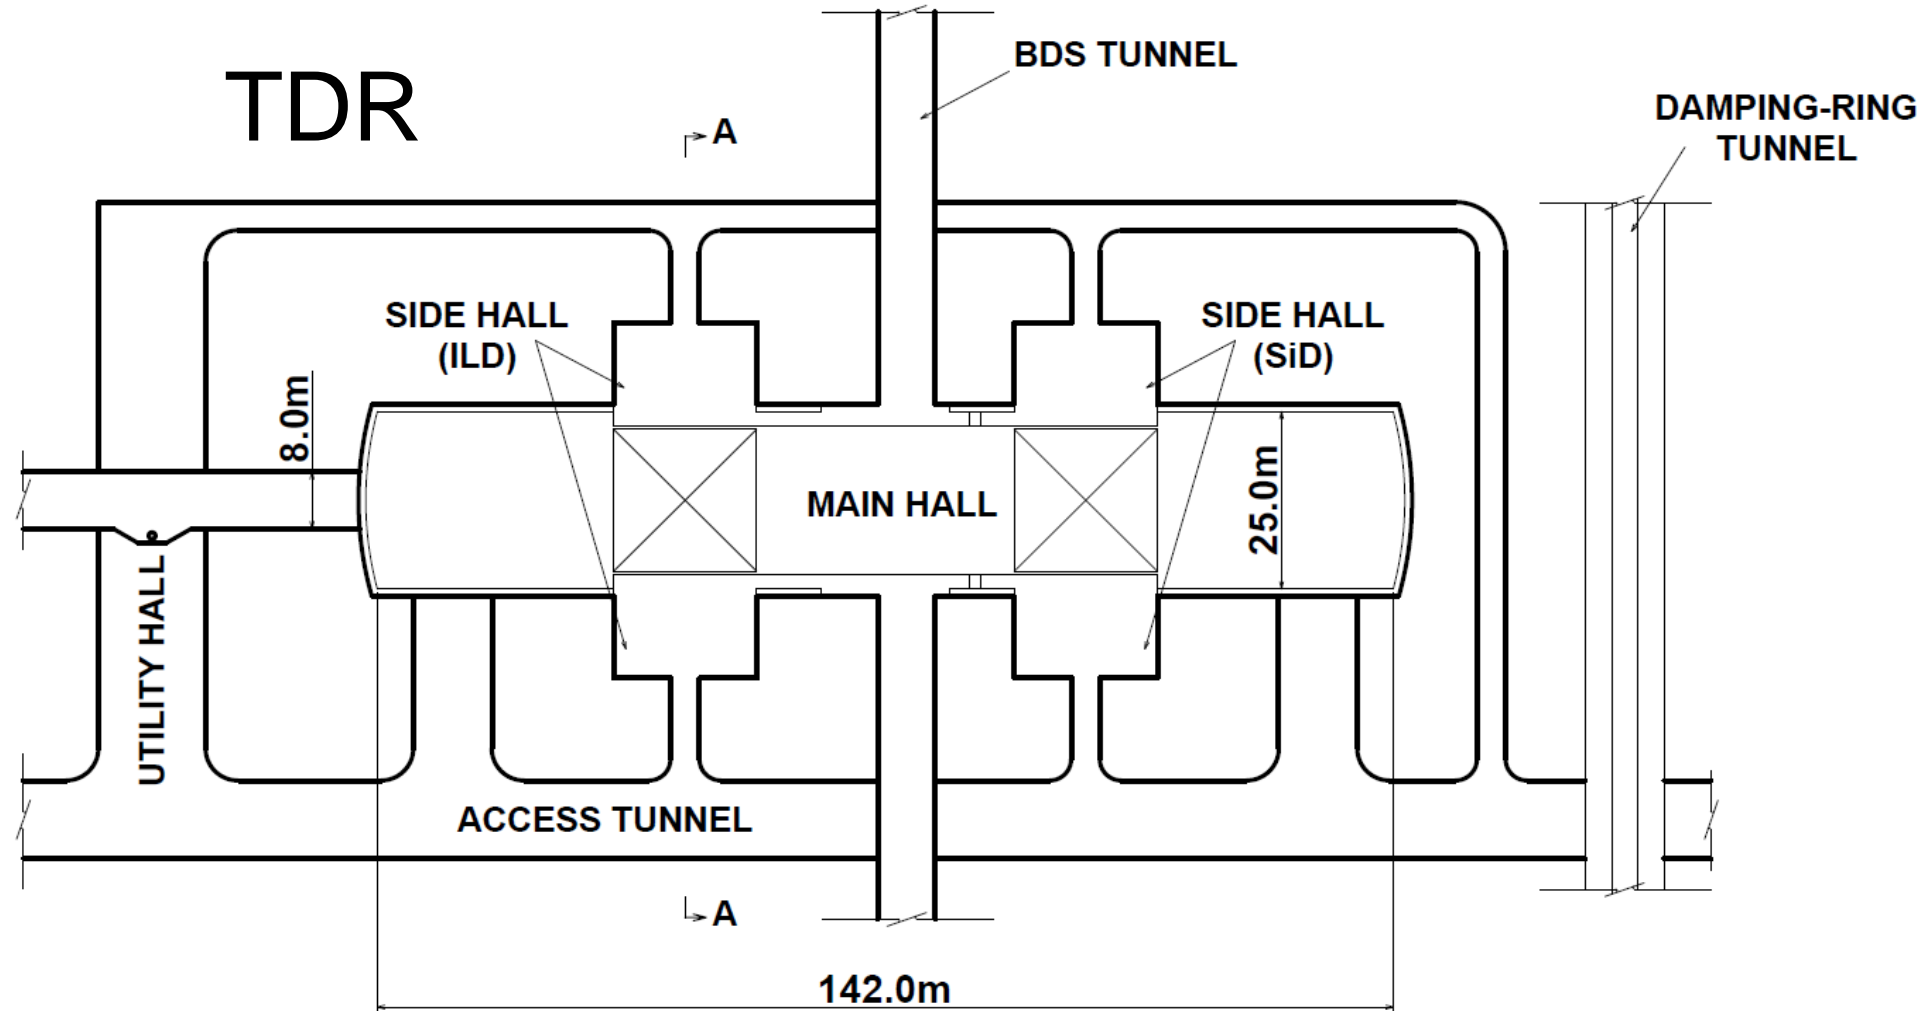 TDR
BDS TUNNEL
DAMPING-RING
TUNNEL
A
SIDE HALL
(ILD)
SIDE HALL
(SiD)
8.0m
25.0m
MAIN HALL
UTILITY HALL
ACCESS TUNNEL
A
142.0m